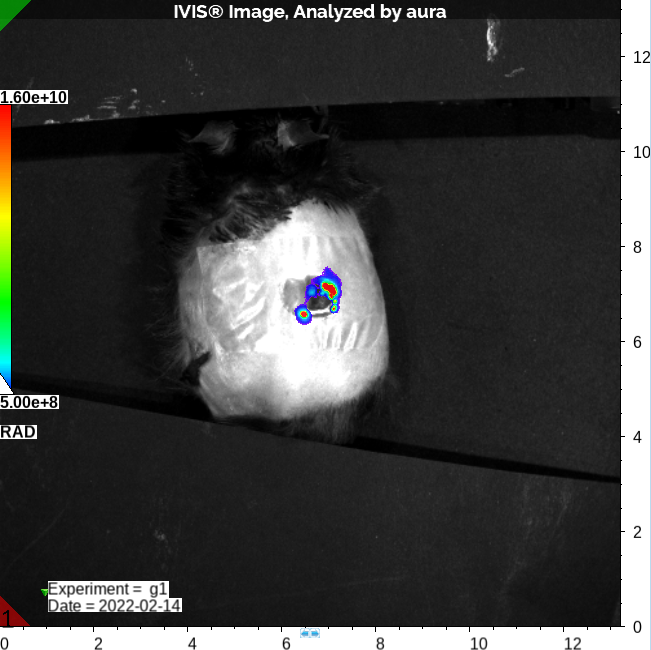 IVIS® Image, Analyzed by aura
12
1.60e+10
10
8
6
5.00e+8
RAD
4
2
Experiment = g1
Date = 2022-02-14
1
0
0 2 4 6 8 10 12